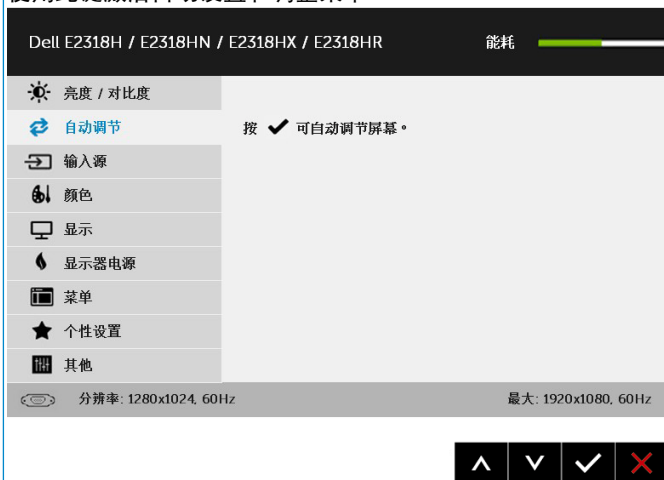 Dell E2318H / E2318HN / E2318HX / E2318HR
能耗
亮度 / 对比度
自动调节
按 ✔ 可自动调节屏幕。
输入源
颜色
显示
显示器电源
菜单
个性设置
其他
分辨率: 1280x1024, 60Hz
最大: 1920x1080, 60Hz